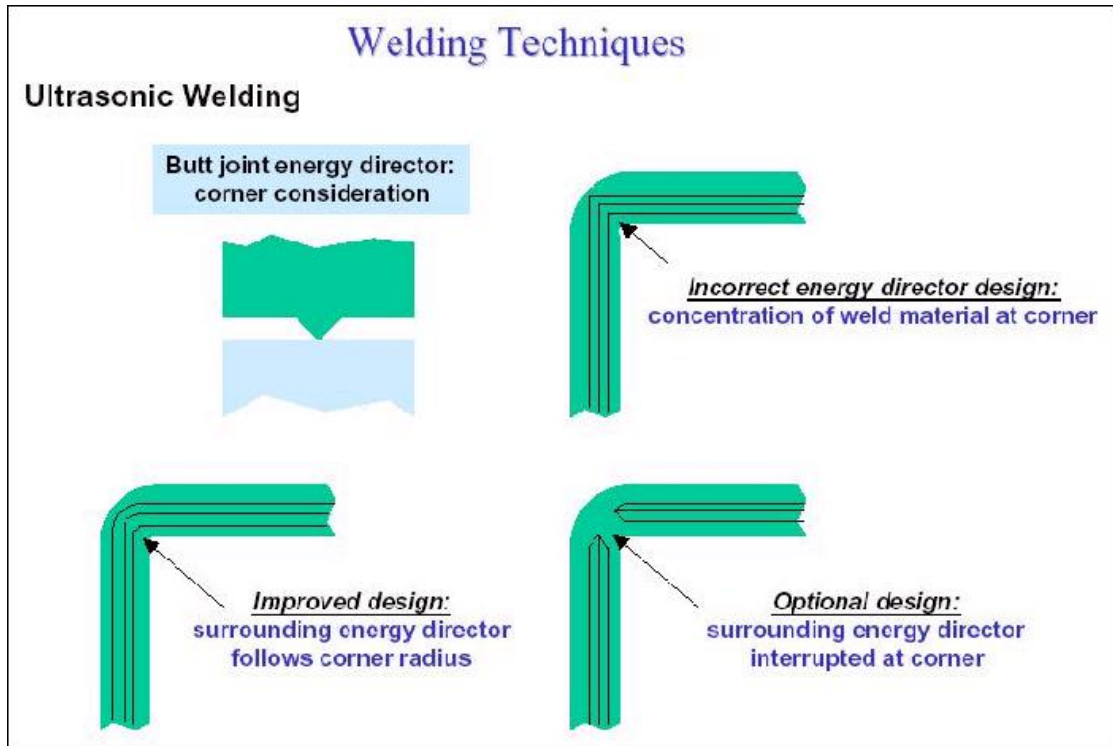 Welding Techniques
Ultrasonic Welding
Butt joint energy director:
corner consideration
Incorrect energy director design:
concentration of weld material at corner
Improved design:
surrounding energy director
follows corner radius
Optional design:
surrounding energy director
interrupted at corner